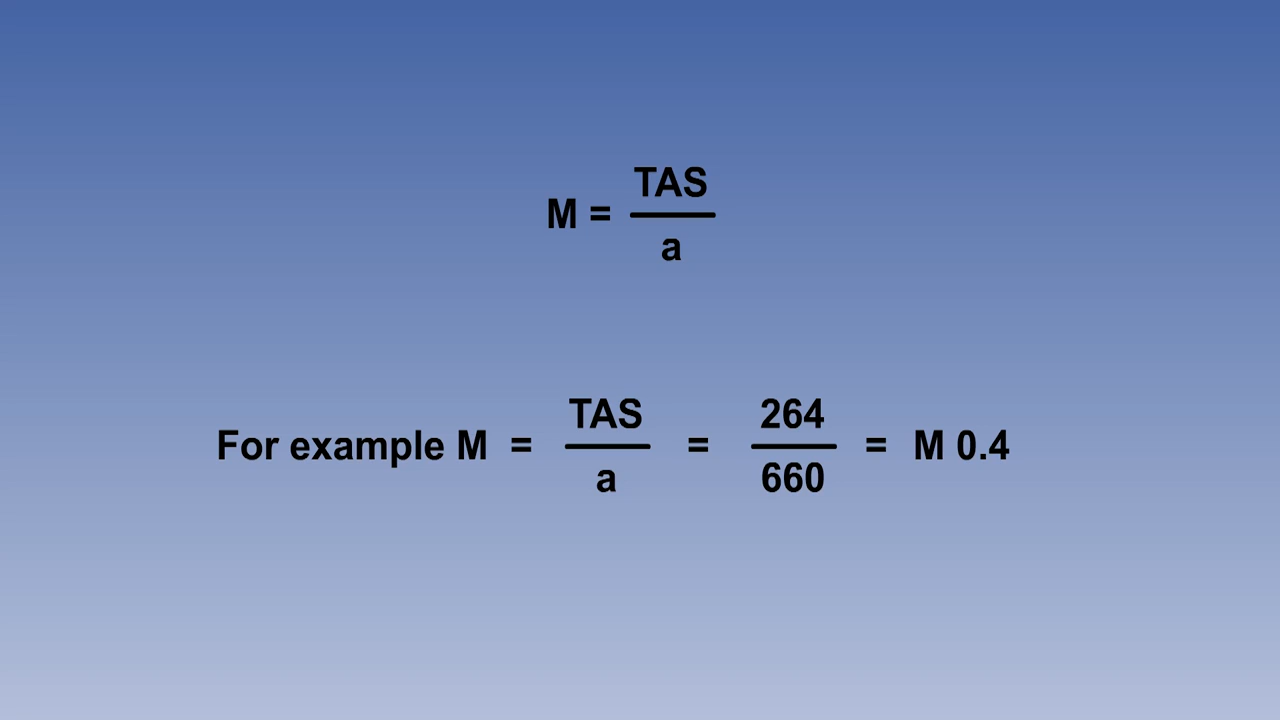 M = TAS / a
For example M = TAS / a = 264 / 660 = M 0.4